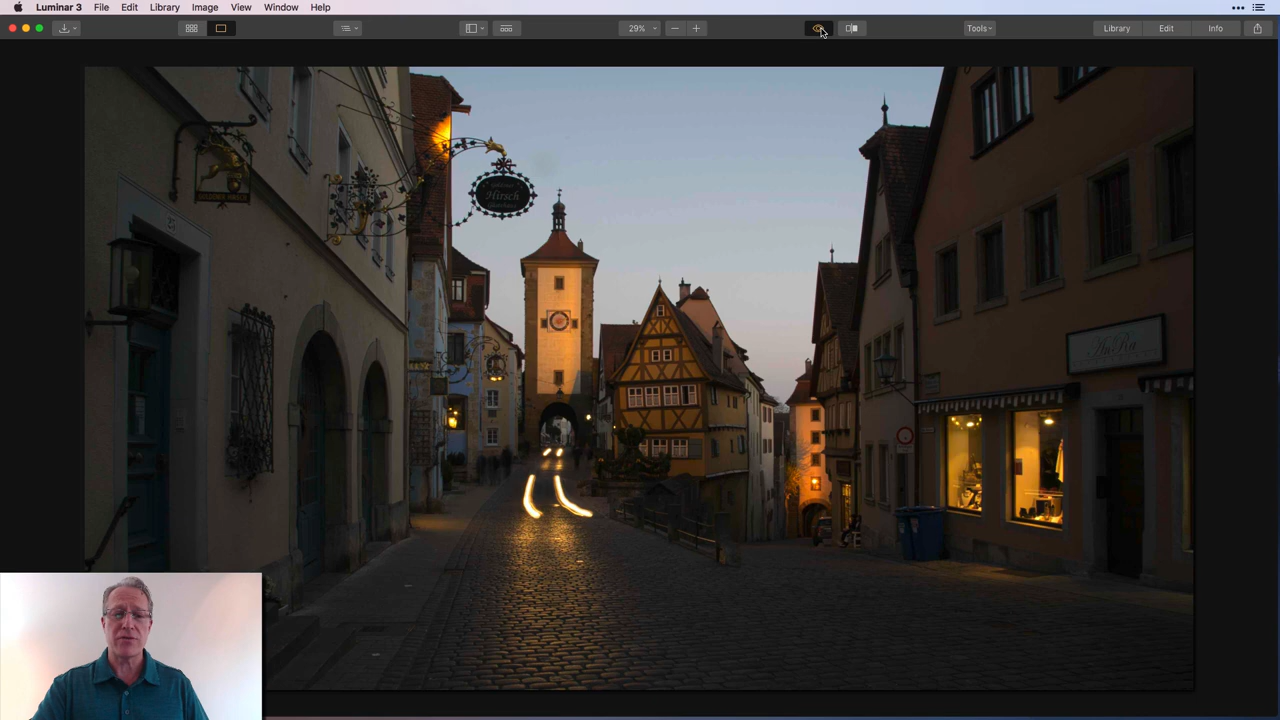 Luminar 3 File Edit Library Image View Window Help
29% Tools Library Edit Info
Hirsch